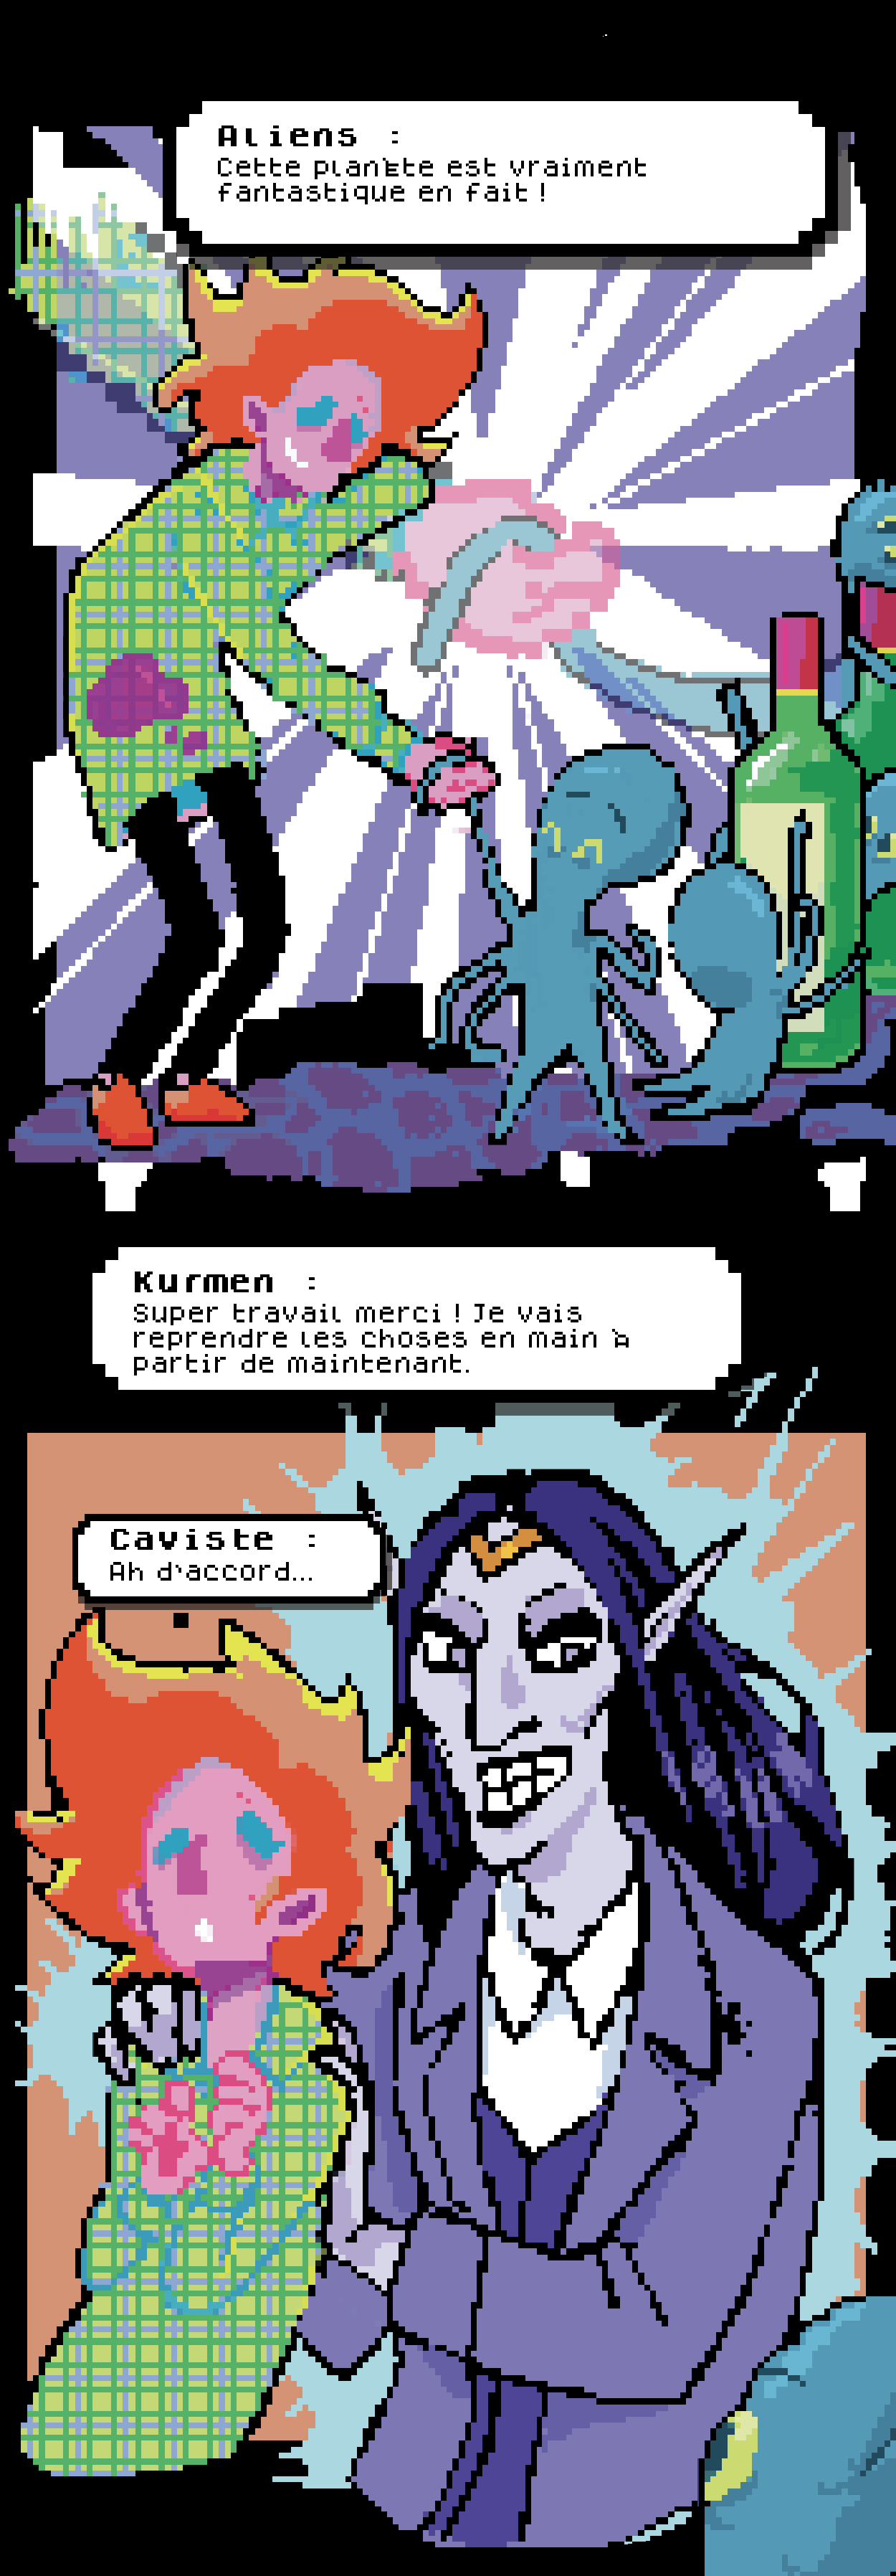 Aliens :
Cette planète est vraiment
fantastique en fait !
Kurmen :
Super travail merci ! Je vais
reprendre les choses en main à
partir de maintenant.
Caviste :
Ah d'accord...